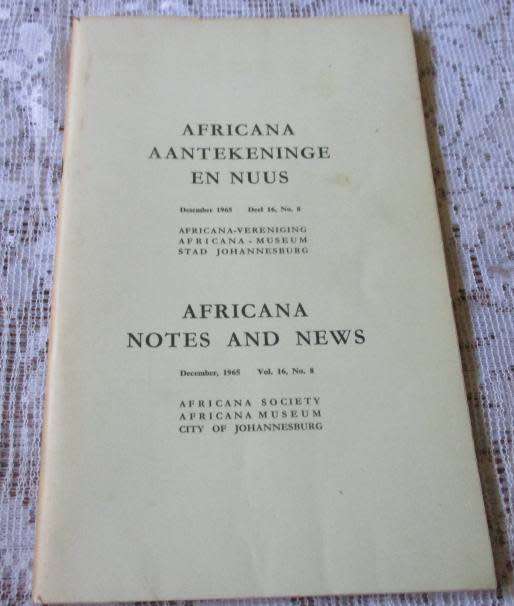 AFRICANA
AANTEKENINGE
EN NUUS
Desember 1965 Deel 16, No. 8
AFRICANA-VERENIGING
AFRICANA - MUSEUM
STAD JOHANNESBURG
AFRICANA
NOTES AND NEWS
December, 1965 Vol. 16, No. 8
AFRICANA SOCIETY
AFRICANA MUSEUM
CITY OF JOHANNESBURG